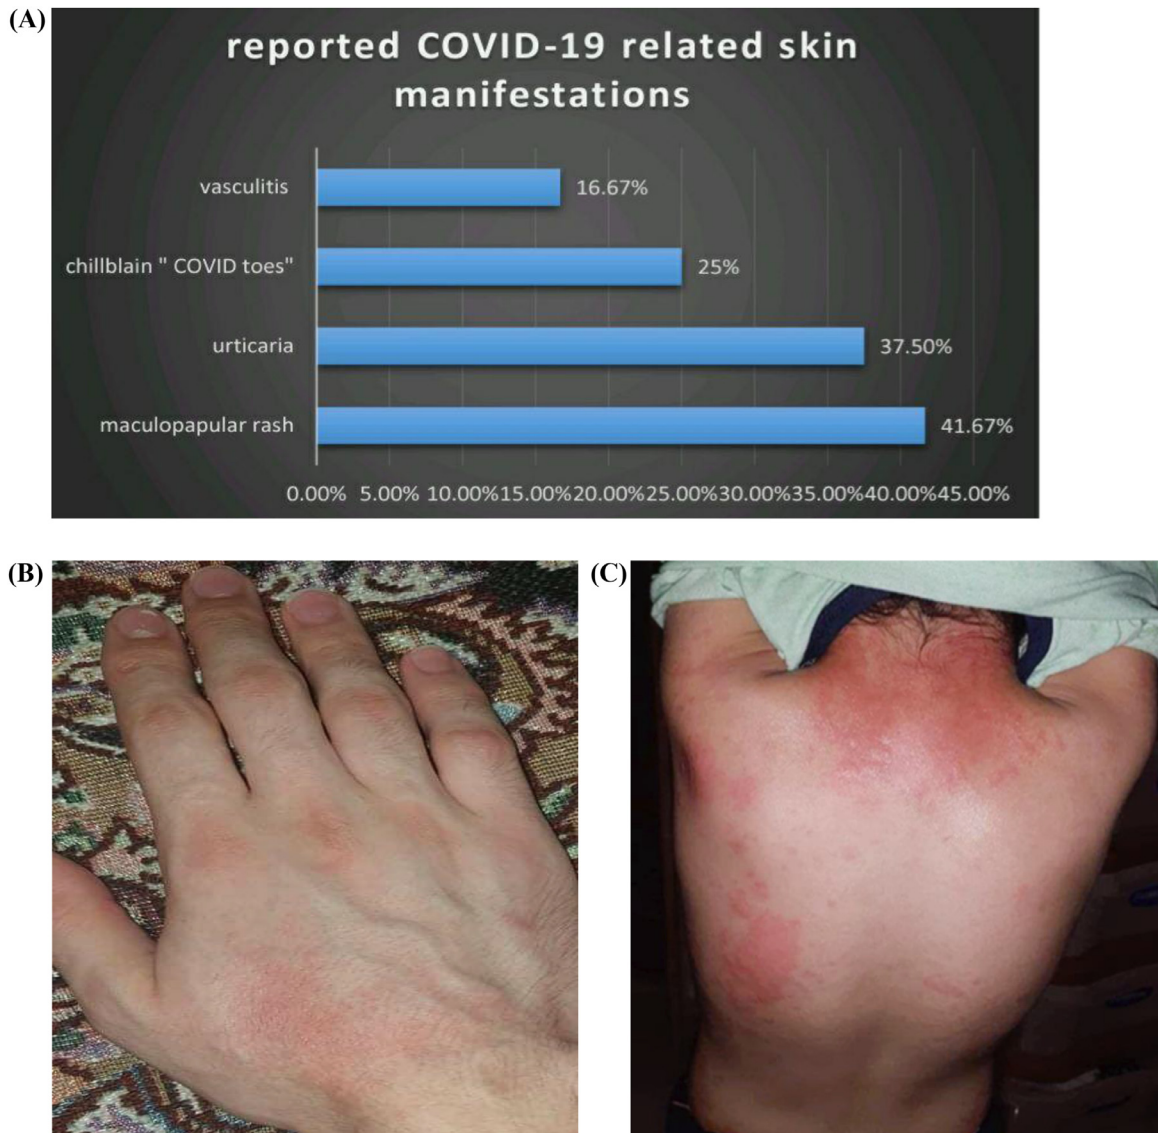 (A)
reported COVID-19 related skin
manifestations
vasculitis 16.67%
chillblain " COVID toes" 25%
urticaria 37.50%
maculopapular rash 41.67%
0.00% 5.00% 10.00% 15.00% 20.00% 25.00% 30.00% 35.00% 40.00% 45.00%
(B) (C)